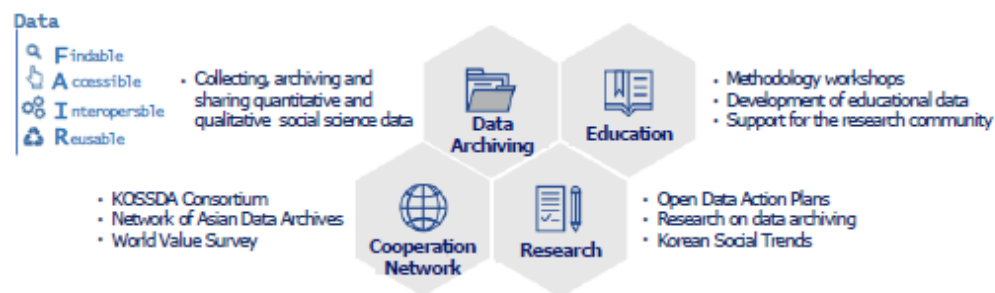 Data
Findable
Accessible
Interopersble
Reusable
• Collecting, archiving and
sharing quantitative and
qualitative social science data
Data
Archiving
Education
• Methodology workshops
• Development of educational data
• Support for the research community
• KOSSDA Consortium
• Network of Asian Data Archives
• World Value Survey
Cooperation
Network
Research
• Open Data Action Plans
• Research on data archiving
• Korean Social Trends